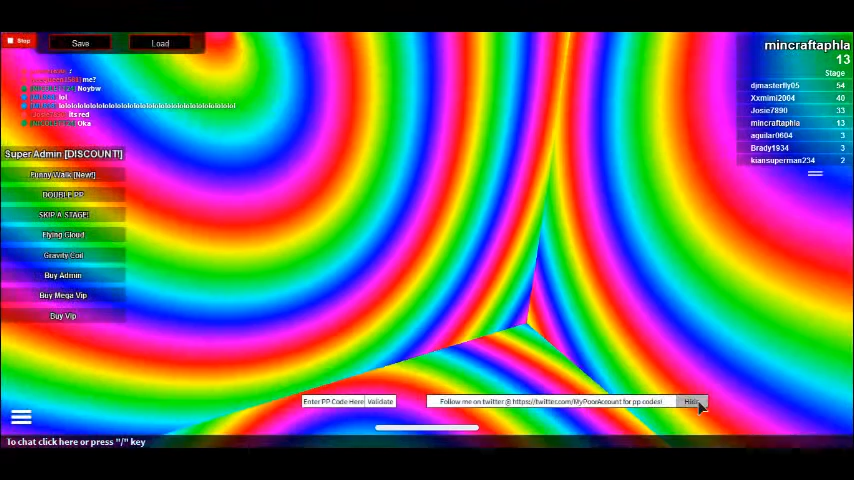 Stop
Save
Load
me?
Noybw
lol
its red
Oka
Super Admin [DISCOUNT!]
Funny Walk [New!]
DOUBLE PP
SKIP A STAGE!
Flying Cloud
Gravity Coil
Buy Admin
Buy Mega Vip
Buy Vip
mincraftaphla
13
Stage
djmasterfly05 54
Xxmimi2004 40
Josie7890 33
mincraftaphla 13
aguilar0604 3
Brady1934 3
kiansuperman234 2
Enter PP Code Here Validate
Follow me on twitter @ https://twitter.com/MyPoorAcount for pp codes!
Hide
To chat click here or press "/" key